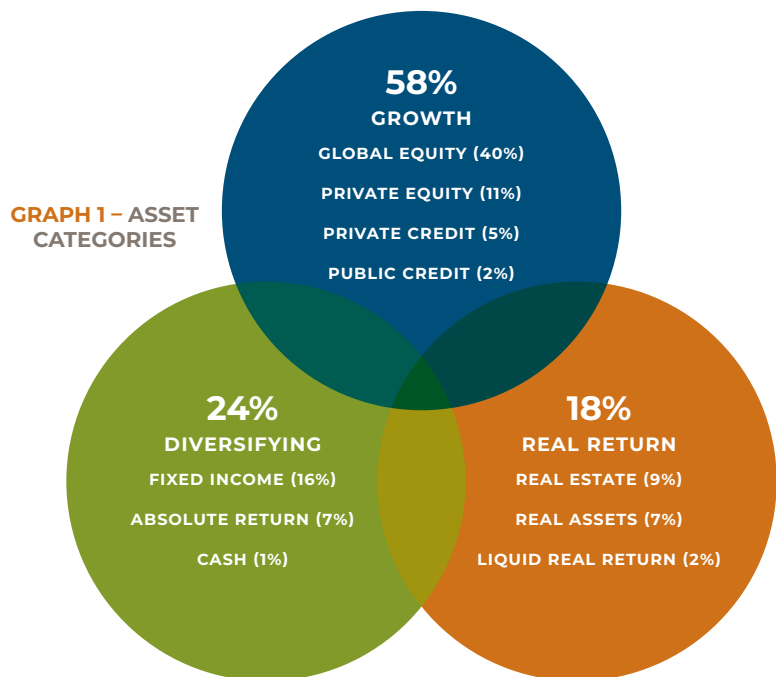 58%
GROWTH
GLOBAL EQUITY (40%)
PRIVATE EQUITY (11%)
PRIVATE CREDIT (5%)
PUBLIC CREDIT (2%)
GRAPH 1 – ASSET
CATEGORIES
24%
DIVERSIFYING
FIXED INCOME (16%)
ABSOLUTE RETURN (7%)
CASH (1%)
18%
REAL RETURN
REAL ESTATE (9%)
REAL ASSETS (7%)
LIQUID REAL RETURN (2%)